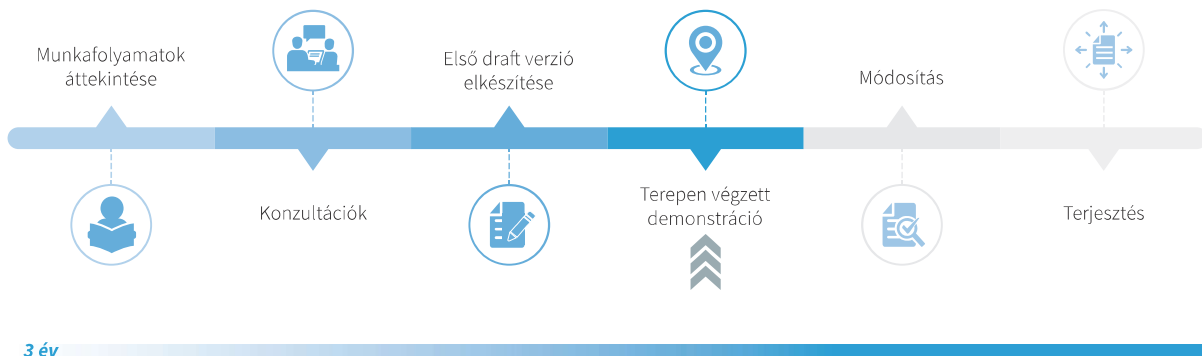 Munkafolyamatok
áttekintése
Konzultációk
Első draft verzió
elkészítése
Terepen végzett
demonstráció
Módosítás
Terjesztés
3 év